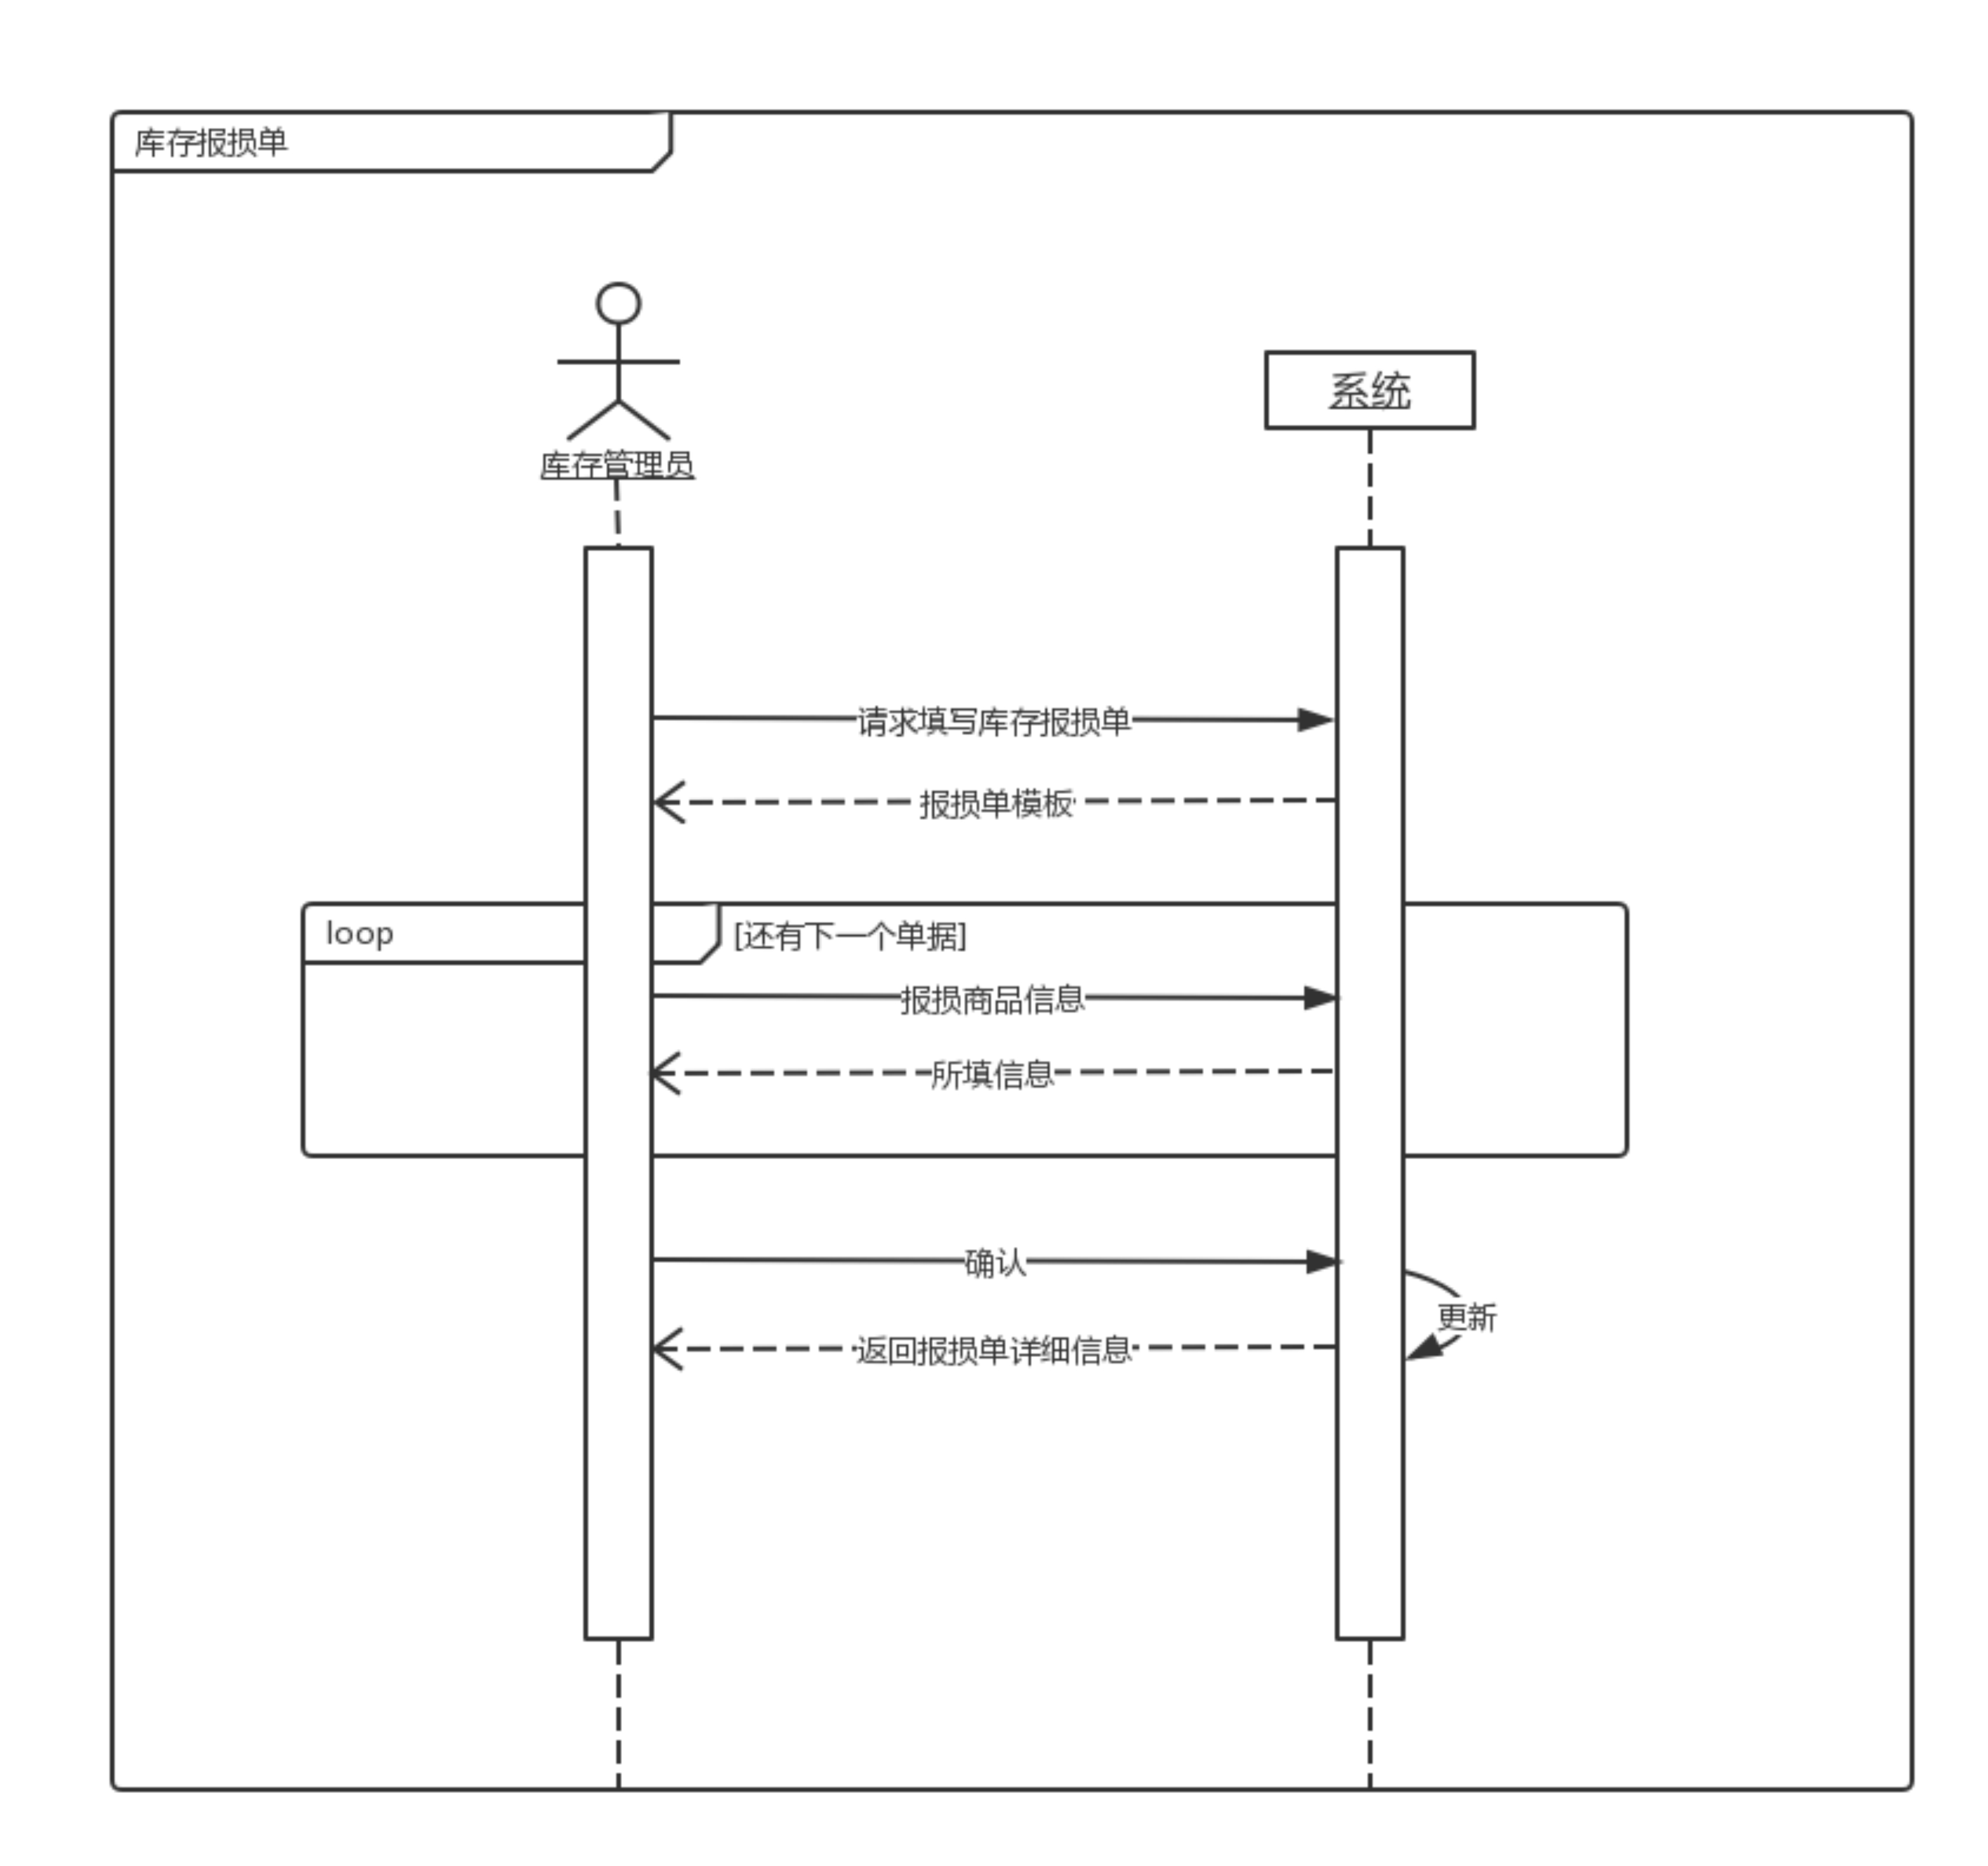 库存报损单
系统
库存管理员
请求填写库存报损单
报损单模板
loop
[还有下一个单据]
报损商品信息
所填信息
确认
更新
返回报损单详细信息